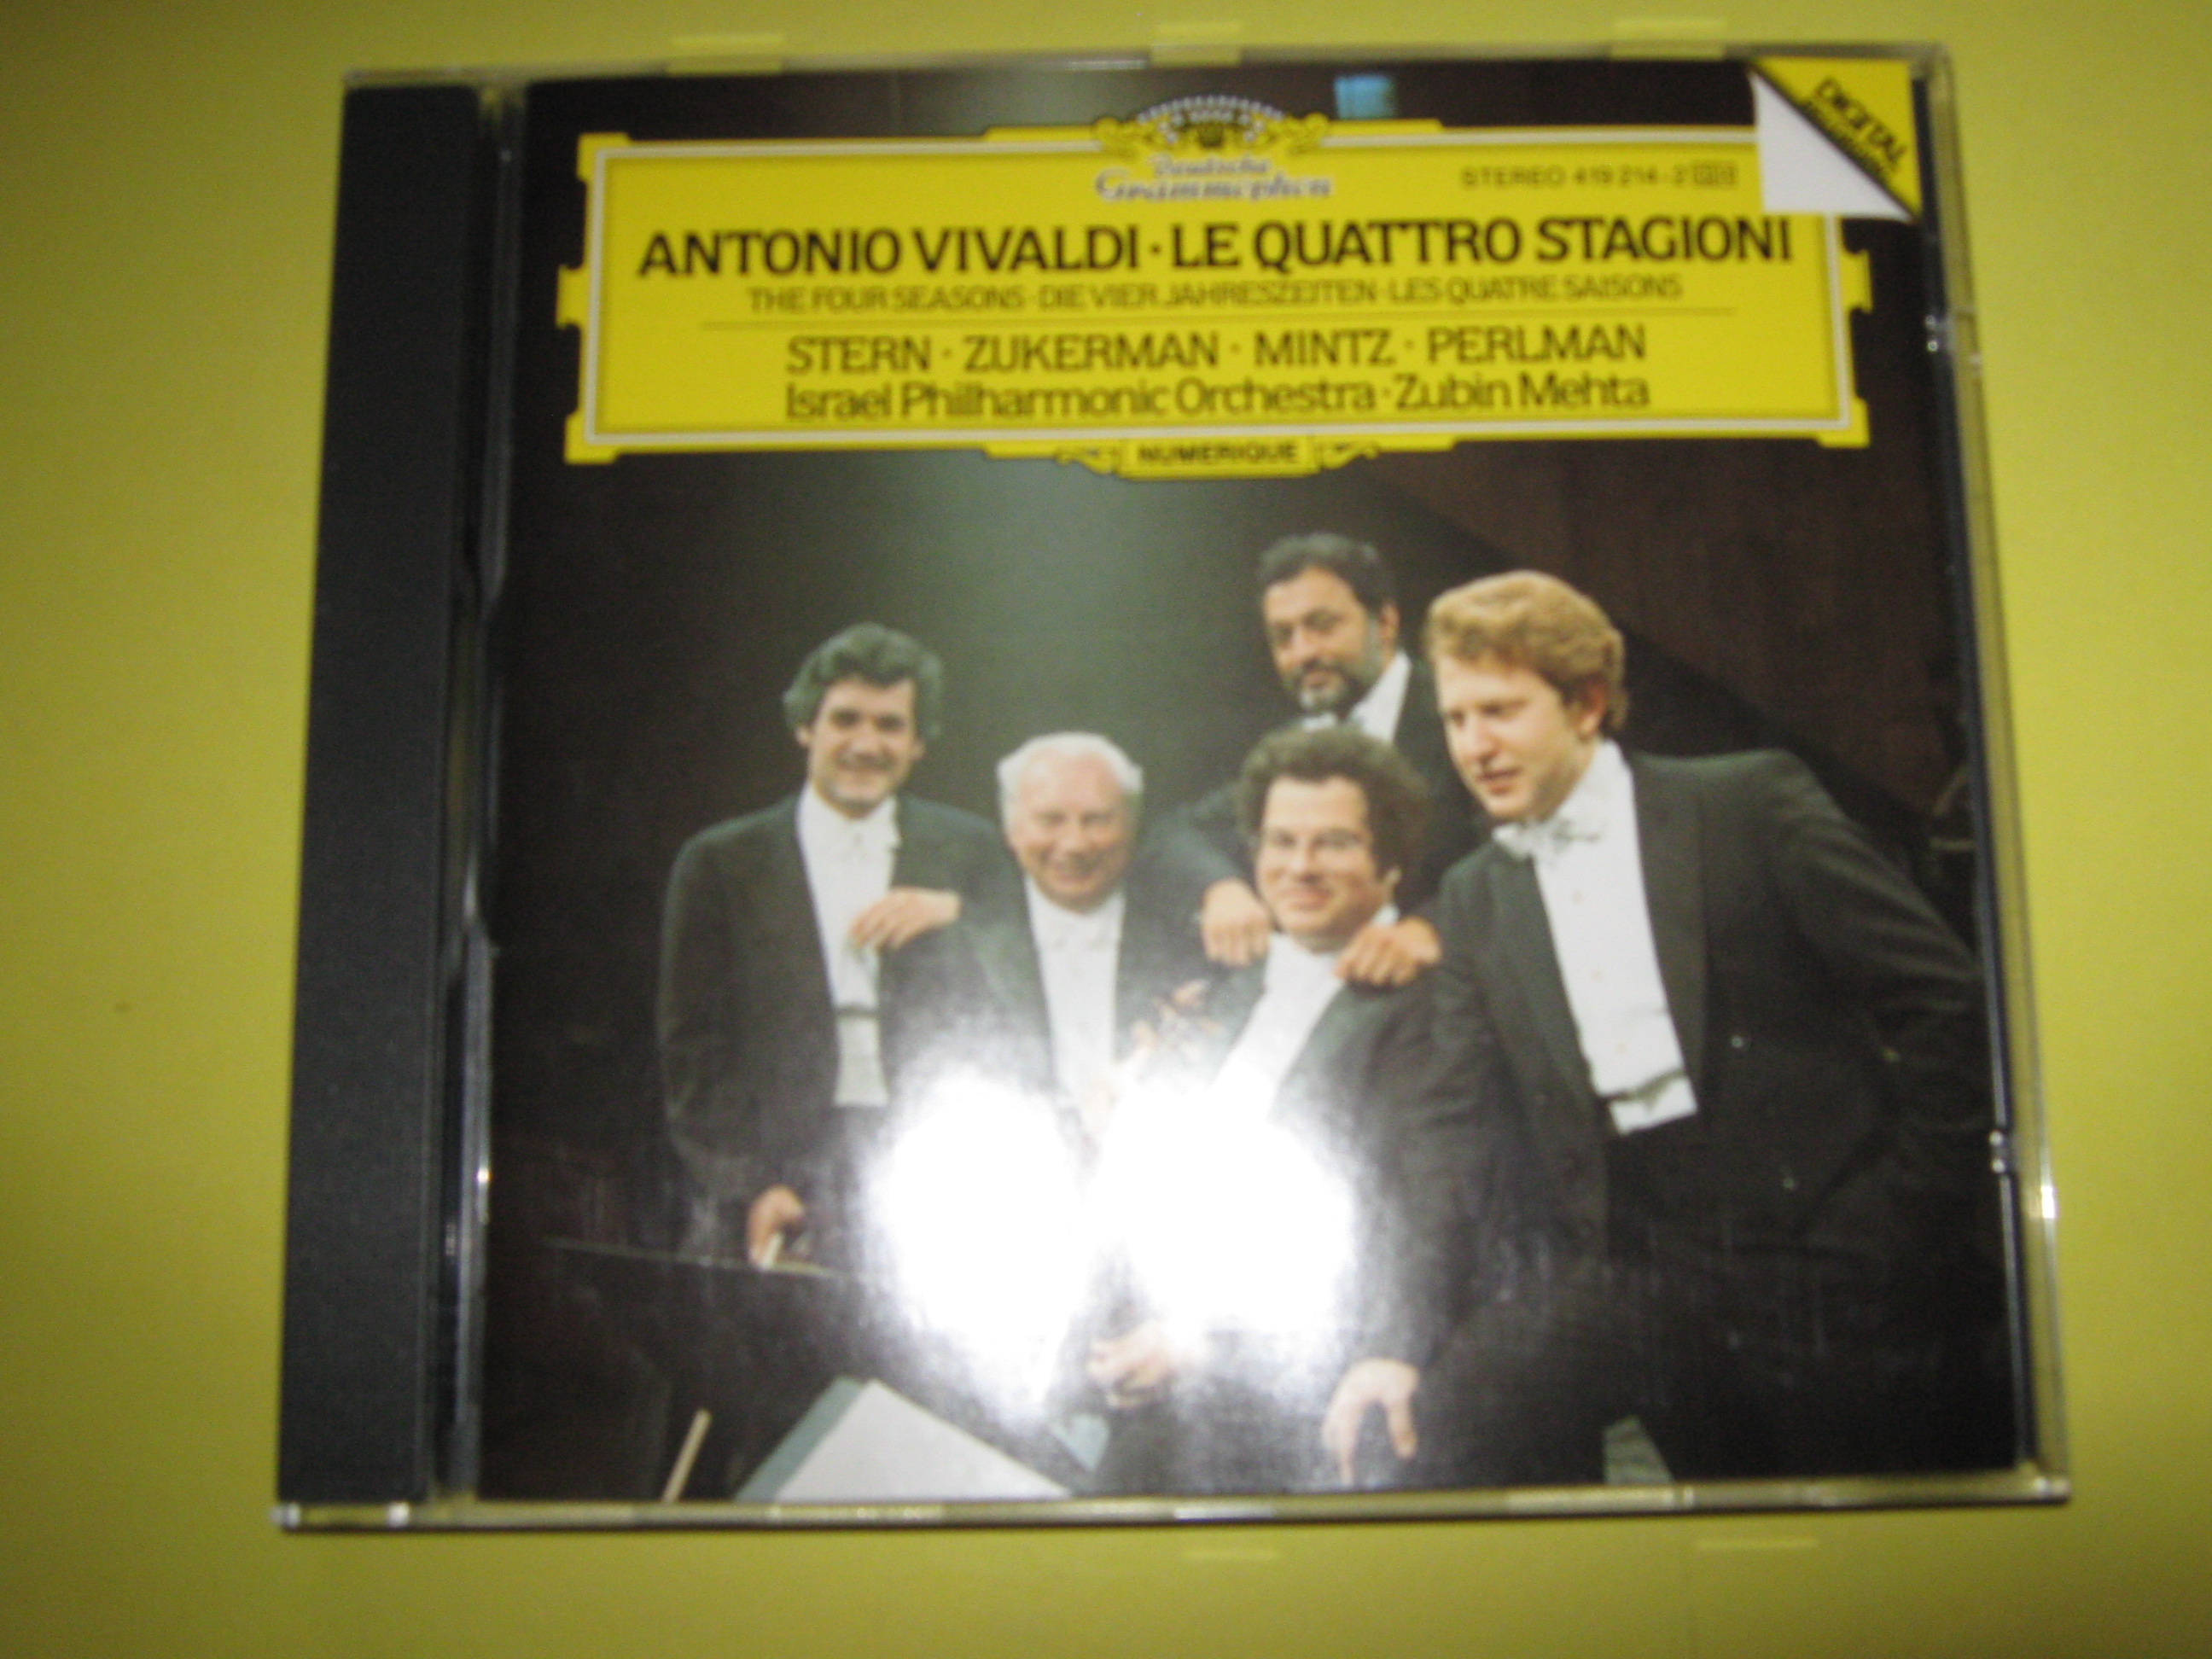 DIGITAL
Deutsche
Grammophon
STEREO 419 214-2
ANTONIO VIVALDI · LE QUATTRO STAGIONI
THE FOUR SEASONS · DIE VIER JAHRESZEITEN · LES QUATRE SAISONS
STERN · ZUKERMAN · MINTZ · PERLMAN
Israel Philharmonic Orchestra · Zubin Mehta
NUMERIQUE